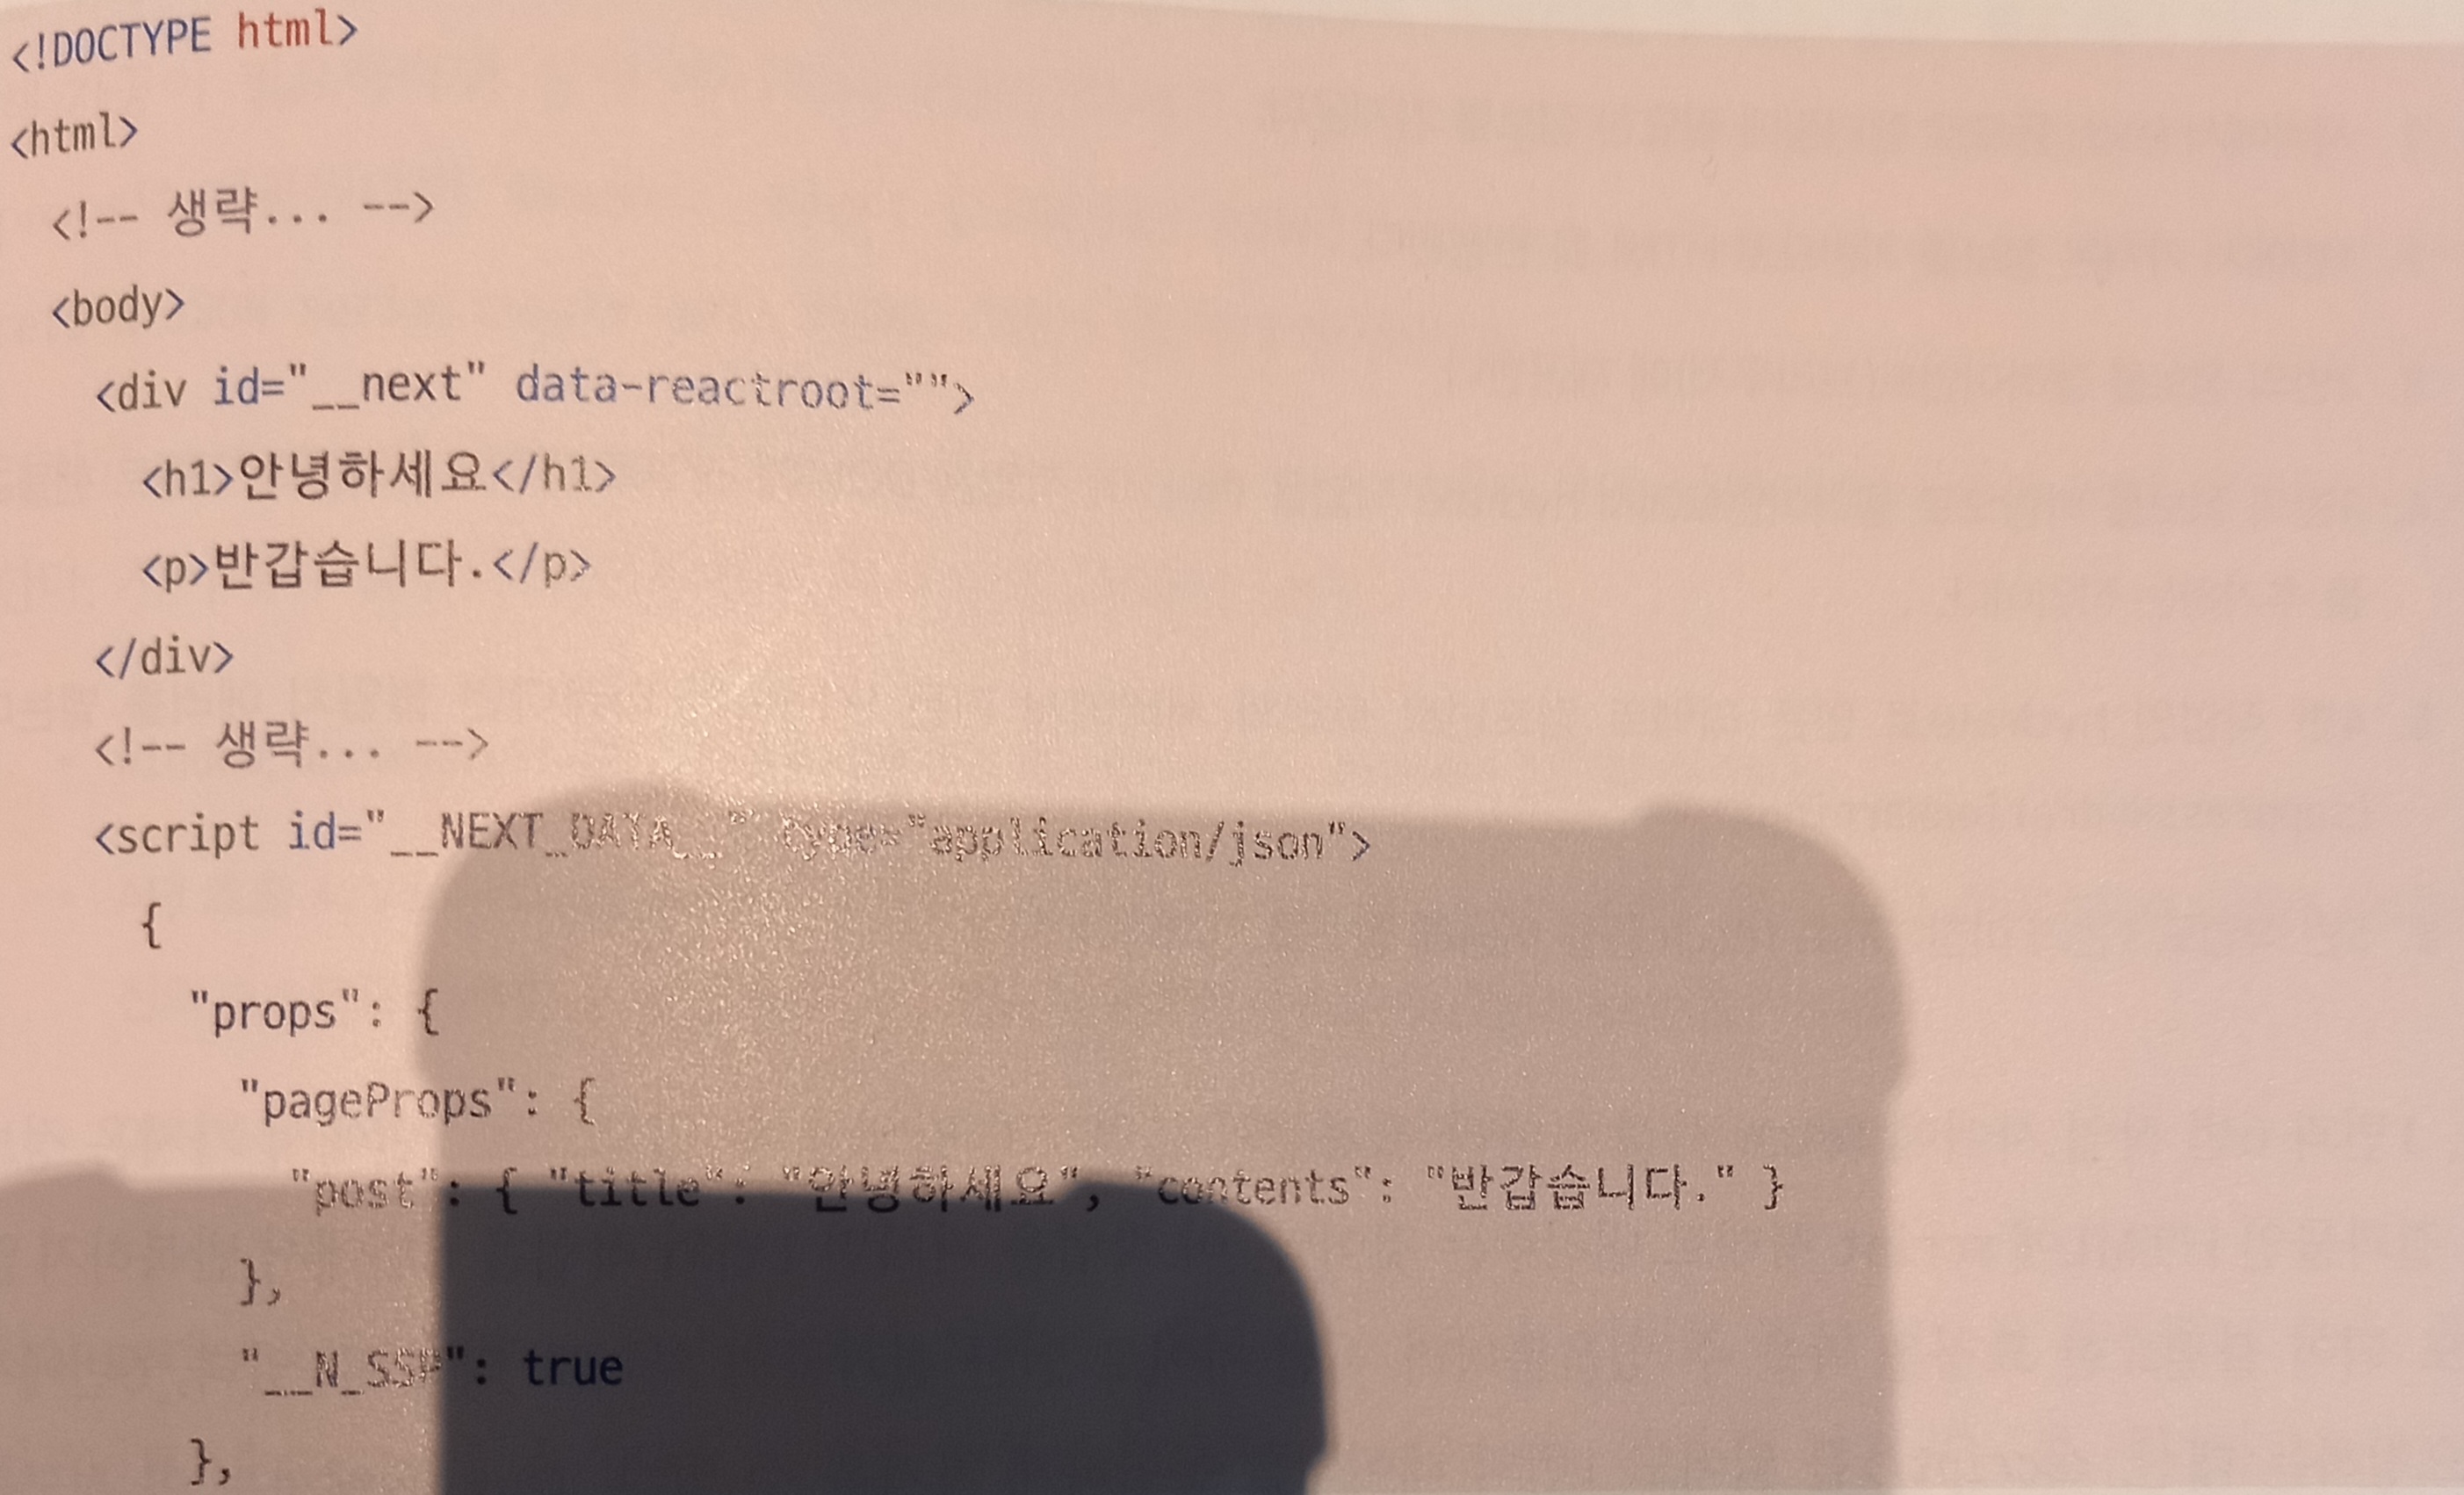 <!DOCTYPE html>
<html>
<!-- 생략... -->
<body>
<div id="__next" data-reactroot="">
<h1>안녕하세요</h1>
<p>반갑습니다.</p>
</div>
<!-- 생략... -->
<script id="__NEXT_DATA__" type="application/json">
{
"props": {
"pageProps": {
"post": { "title": "안녕하세요", "contents": "반갑습니다." }
},
"__N_SSP": true
},